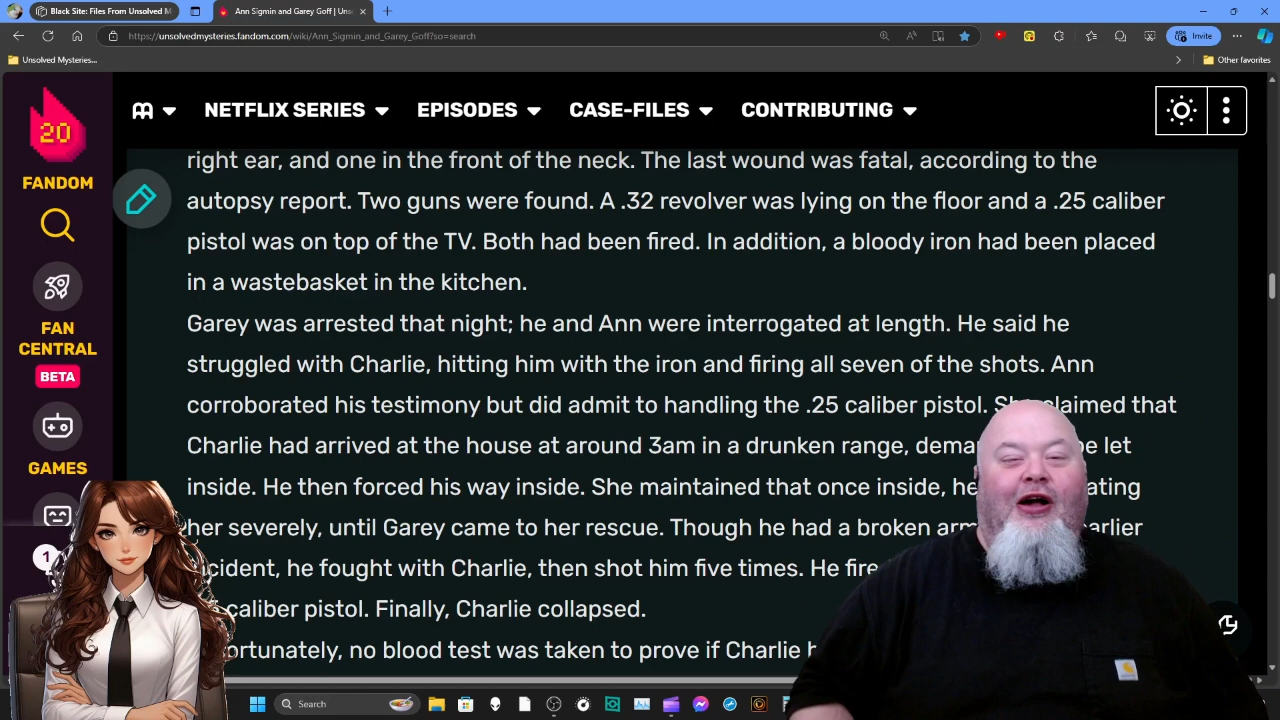 Black Site: Files From Unsolved M
Ann Sigmin and Garey Goff | Uns
https://unsolvedmysteries.fandom.com/wiki/Ann_Sigmin_and_Garey_Goff?so=search
Invite
Unsolved Mysteries...
Other favorites
20
FANDOM
FAN CENTRAL
BETA
GAMES
1
NETFLIX SERIES
EPISODES
CASE-FILES
CONTRIBUTING
right ear, and one in the front of the neck. The last wound was fatal, according to the
autopsy report. Two guns were found. A .32 revolver was lying on the floor and a .25 caliber
pistol was on top of the TV. Both had been fired. In addition, a bloody iron had been placed
in a wastebasket in the kitchen.
Garey was arrested that night; he and Ann were interrogated at length. He said he
struggled with Charlie, hitting him with the iron and firing all seven of the shots. Ann
corroborated his testimony but did admit to handling the .25 caliber pistol. claimed that
Charlie had arrived at the house at around 3am in a drunken range, be let
inside. He then forced his way inside. She maintained that once inside, he
her severely, until Garey came to her rescue. Though he had a broken arm
he fought with Charlie, then shot him five times. He fire
caliber pistol. Finally, Charlie collapsed.
no blood test was taken to prove if Charlie
Search